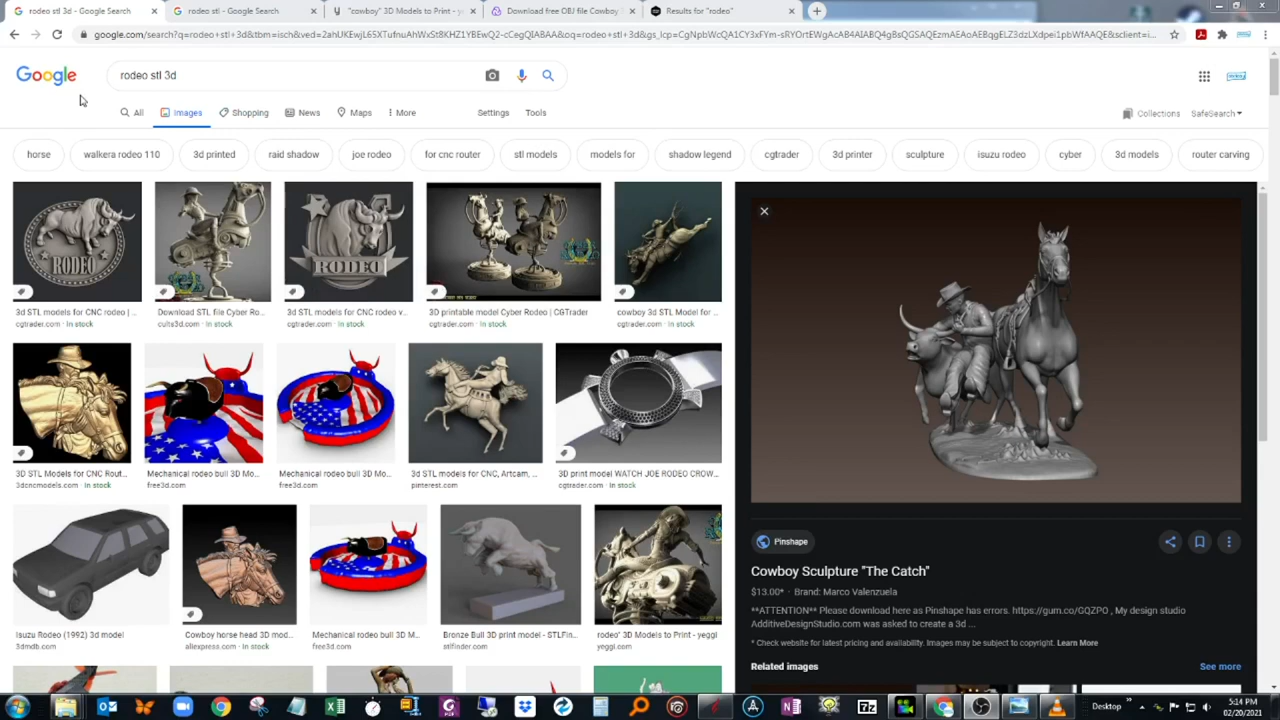 rodeo stl 3d - Google Search
rodeo stl - Google Search
"cowboy" 3D Models to Print - ye
Download free OBJ file Cowboy
Results for "rodeo"
Google
rodeo stl 3d
All
Images
Shopping
News
Maps
More
Settings
Tools
Collections
SafeSearch
horse
walkera rodeo 110
3d printed
raid shadow
joe rodeo
for cnc router
stl models
models for
shadow legend
cgtrader
3d printer
sculpture
isuzu rodeo
cyber
3d models
router carving
RODEO
RODEO
3d STL models for CNC rodeo | ...
cgtrader.com · In stock
Download STL file Cyber Ro...
cults3d.com · In stock
3d STL models for CNC rodeo v...
cgtrader.com · In stock
3D printable model Cyber Rodeo | CGTrader
cgtrader.com · In stock
cowboy 3d STL Model for ...
cgtrader.com · In stock
3D STL Models for CNC Rout...
3dcncmodels.com · In stock
Mechanical rodeo bull 3D Mo...
free3d.com
Mechanical rodeo bull 3D Mo...
free3d.com
3d STL models for CNC, Artcam, ...
pinterest.com
3D print model WATCH JOE RODEO CROW...
cgtrader.com · In stock
Isuzu Rodeo (1992) 3d model
3dmdb.com
Cowboy horse head 3D mod...
aliexpress.com · In stock
Mechanical rodeo bull 3D Mo...
free3d.com
Bronze Bull 3D print model - STLFin...
stlfinder.com
rodeo" 3D Models to Print - yeggi
yeggi.com
Pinshape
Cowboy Sculpture "The Catch"
$13.00* · Brand: Marco Valenzuela
**ATTENTION** Please download here as Pinshape has errors. https://gum.co/GQZPO , My design studio
AdditiveDesignStudio.com was asked to create a 3d ...
* Check website for latest pricing and availability. Images may be subject to copyright. Learn More
Related images
See more
Desktop
5:14 PM
02/20/2021